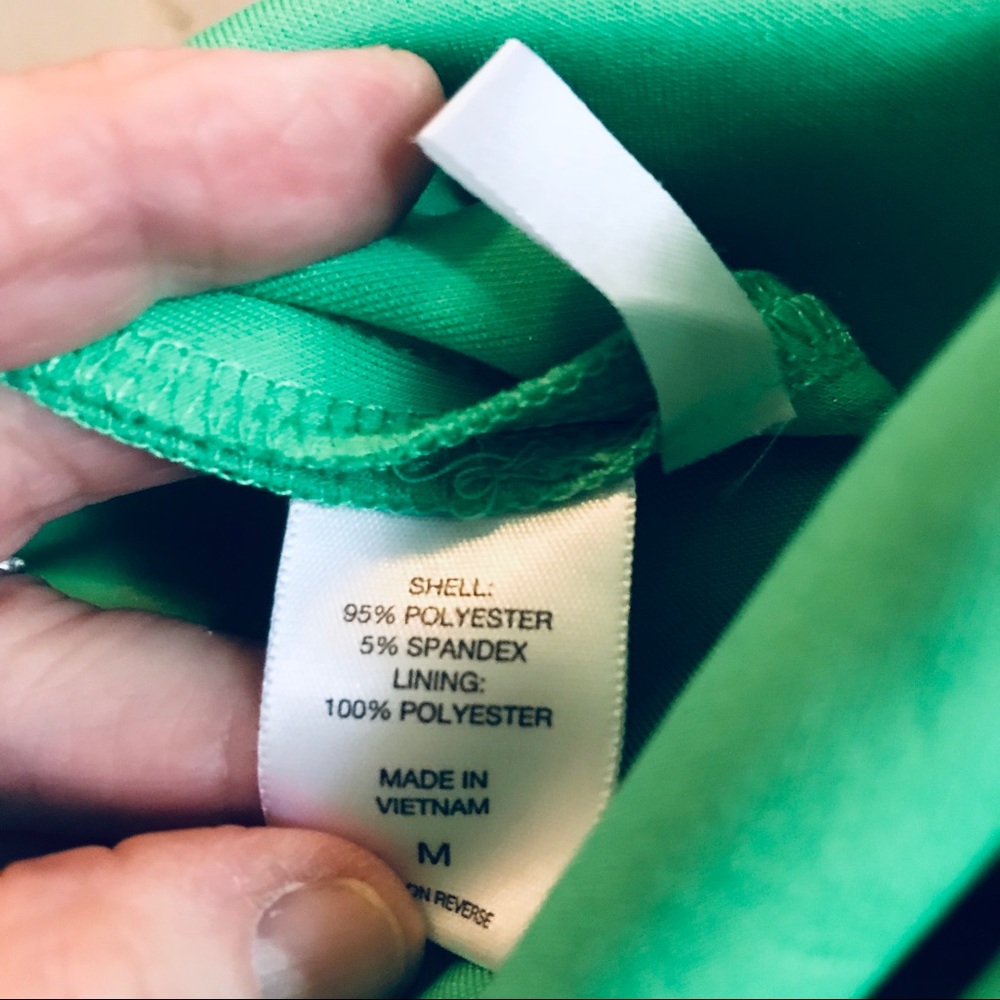 SHELL:
95% POLYESTER
5% SPANDEX
LINING:
100% POLYESTER
MADE IN
VIETNAM
M
ON REVERSE